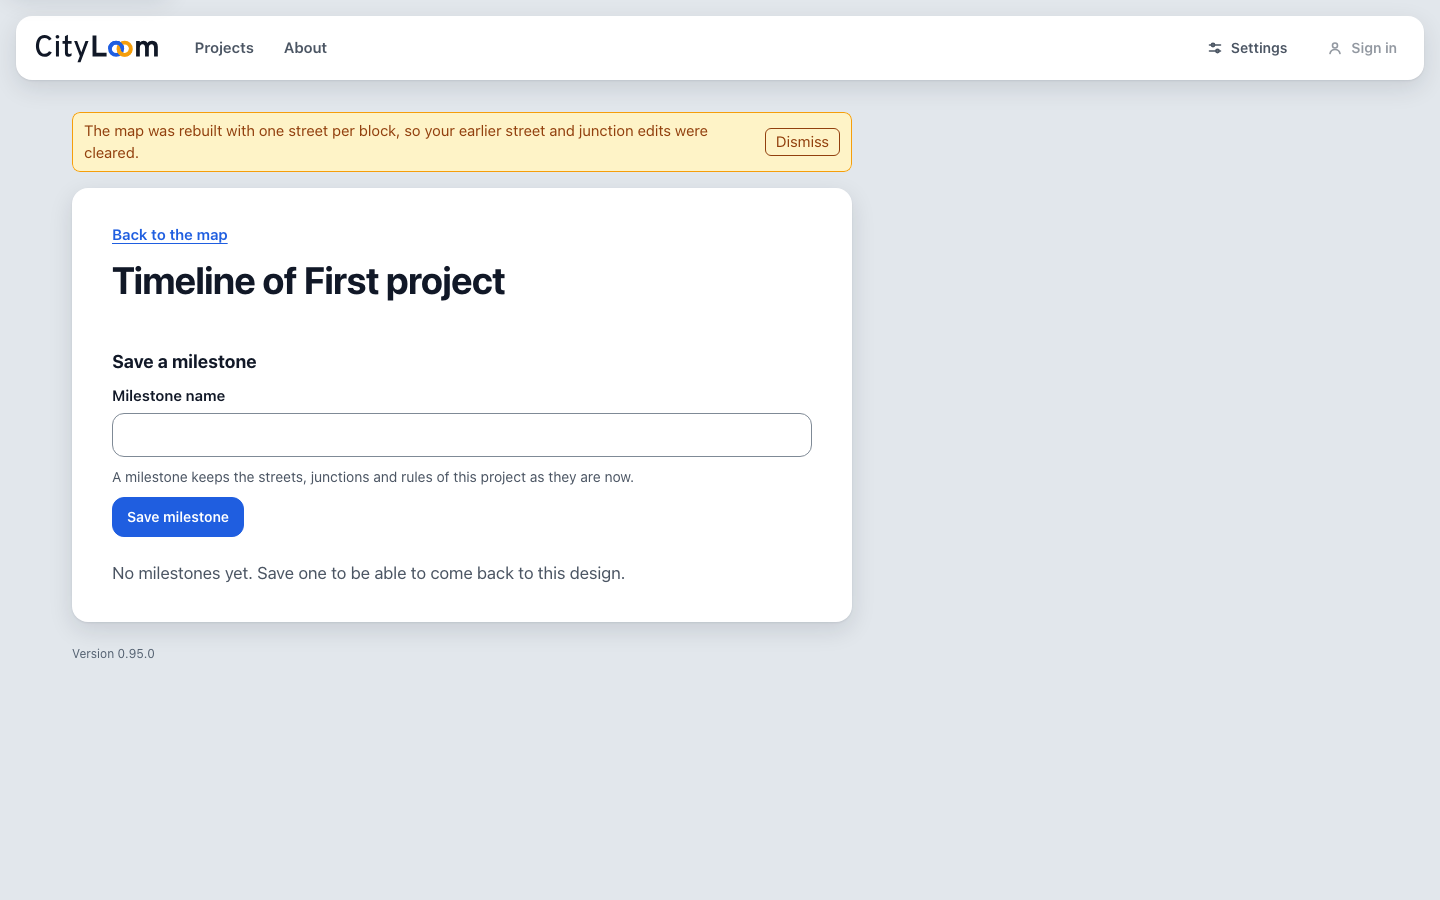 CityLoom
Projects
About
Settings
Sign in
The map was rebuilt with one street per block, so your earlier street and junction edits were
cleared.
Dismiss
Back to the map
Timeline of First project
Save a milestone
Milestone name
A milestone keeps the streets, junctions and rules of this project as they are now.
Save milestone
No milestones yet. Save one to be able to come back to this design.
Version 0.95.0